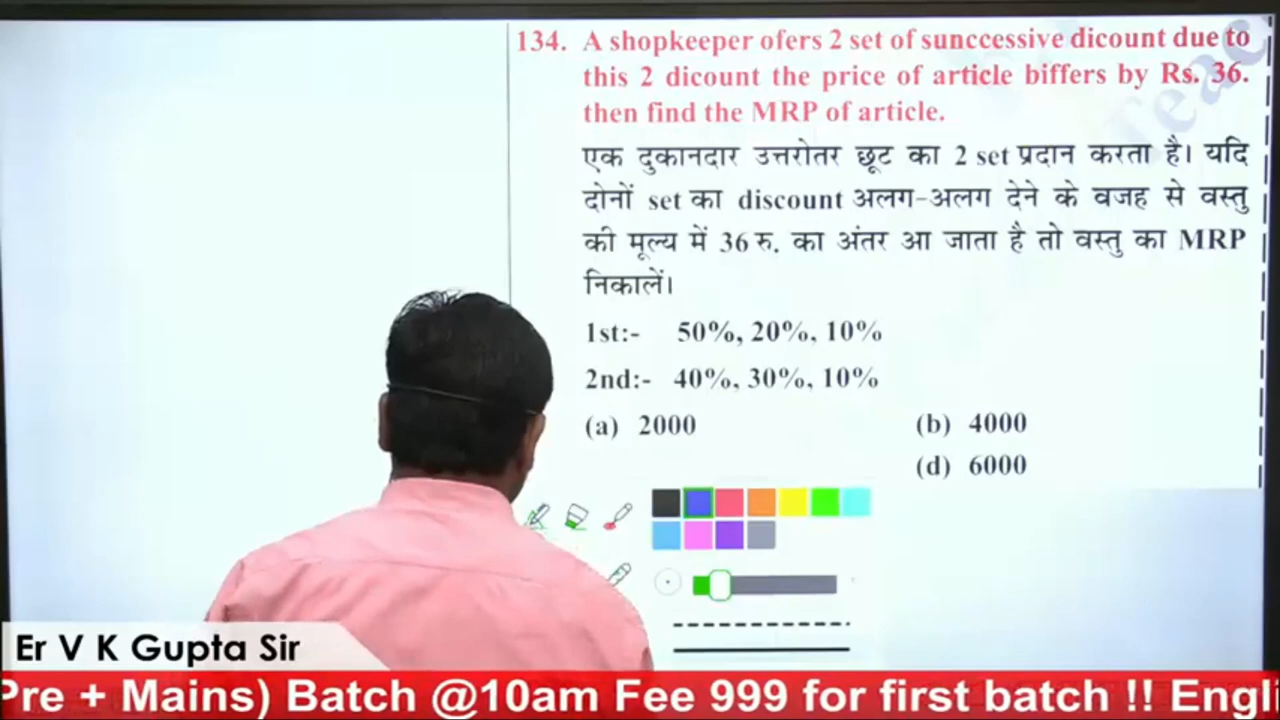 134. A shopkeeper ofers 2 set of sunccessive dicount due to
this 2 dicount the price of article biffers by Rs. 36.
then find the MRP of article.
एक दुकानदार उत्तरोतर छूट का 2 set प्रदान करता है। यदि
दोनों set का discount अलग-अलग देने के वजह से वस्तु
की मूल्य में 36 रु. का अंतर आ जाता है तो वस्तु का MRP
निकालें।
1st:- 50%, 20%, 10%
2nd:- 40%, 30%, 10%
(a) 2000 (b) 4000
(d) 6000
Er V K Gupta Sir
Pre + Mains) Batch @10am Fee 999 for first batch !! Engli